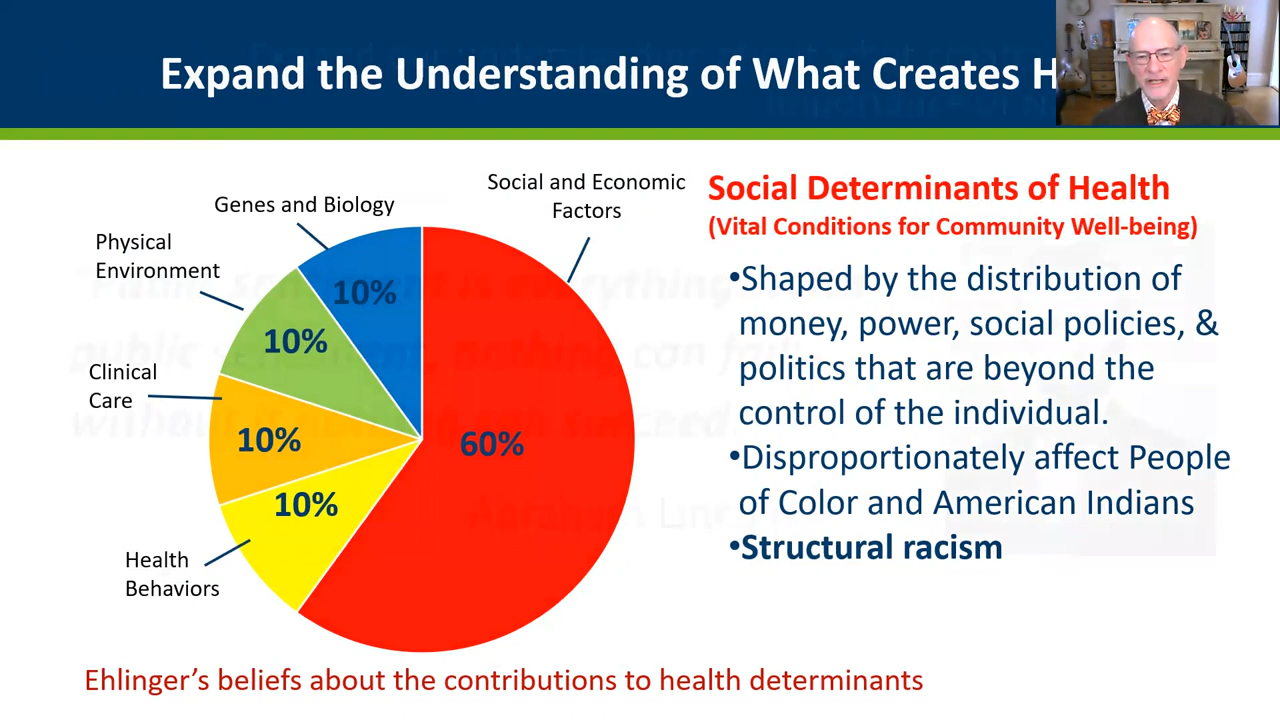 Expand the Understanding of What Creates H
Social and Economic
Factors
Genes and Biology
Physical
Environment
Clinical
Care
Health
Behaviors
10%
10%
10%
10%
60%
Social Determinants of Health
(Vital Conditions for Community Well-being)
•Shaped by the distribution of
money, power, social policies, &
politics that are beyond the
control of the individual.
•Disproportionately affect People
of Color and American Indians
•Structural racism
Ehlinger's beliefs about the contributions to health determinants